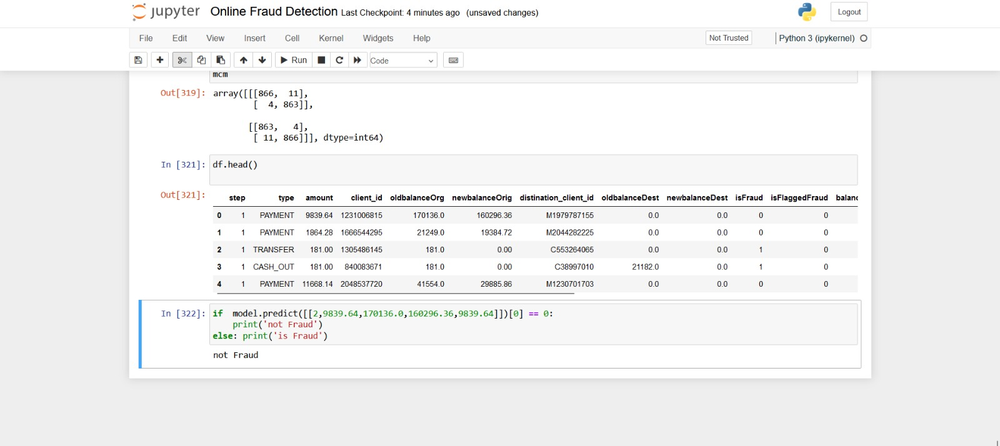 jupyter Online Fraud Detection Last Checkpoint: 4 minutes ago (unsaved changes) Logout
File Edit View Insert Cell Kernel Widgets Help Not Trusted Python 3 (ipykernel)
Run Code
mcm
Out[319]: array([[[866, 11],
[ 4, 863]],
[[863, 4],
[ 11, 866]]], dtype=int64)
In [321]: df.head()
Out[321]:
step type amount client_id oldbalanceOrg newbalanceOrig distination_client_id oldbalanceDest newbalanceDest isFraud isFlaggedFraud balanc
0 1 PAYMENT 9839.64 1231006815 170136.0 160296.36 M1979787155 0.0 0.0 0 0
1 1 PAYMENT 1864.28 1666544295 21249.0 19384.72 M2044282225 0.0 0.0 0 0
2 1 TRANSFER 181.00 1305486145 181.0 0.00 C553264065 0.0 0.0 1 0
3 1 CASH_OUT 181.00 840083671 181.0 0.00 C38997010 21182.0 0.0 1 0
4 1 PAYMENT 11668.14 2048537720 41554.0 29885.86 M1230701703 0.0 0.0 0 0
In [322]: if model.predict([[2,9839.64,170136.0,160296.36,9839.64]])[0] == 0:
print('not Fraud')
else: print('is Fraud')
not Fraud